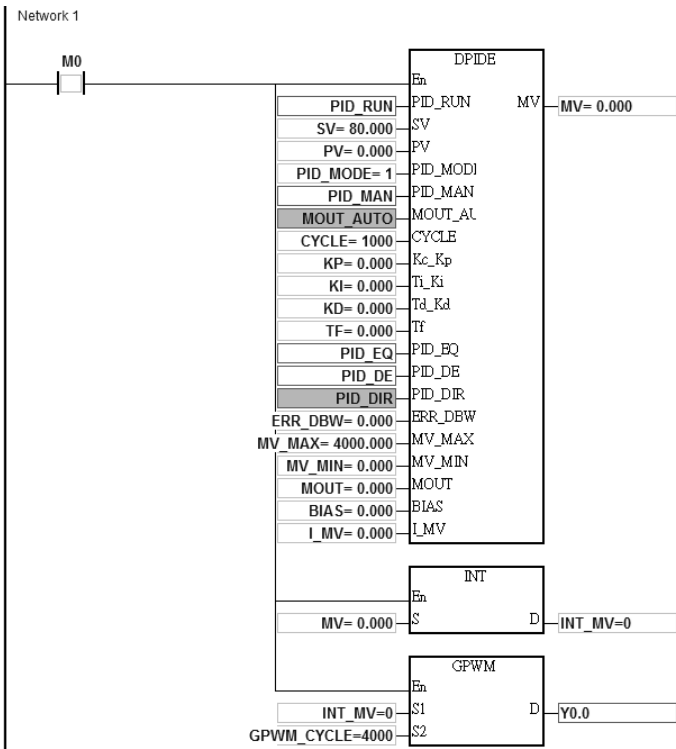 Network 1
M0
DPIDE
En
PID_RUN PID_RUN MV MV= 0.000
SV= 80.000 SV
PV= 0.000 PV
PID_MODE= 1 PID_MODI
PID_MAN PID_MAN
MOUT_AUTO MOUT_AU
CYCLE= 1000 CYCLE
KP= 0.000 Kc_Kp
KI= 0.000 Ti_Ki
KD= 0.000 Td_Kd
TF= 0.000 Tf
PID_EQ PID_EQ
PID_DE PID_DE
PID_DIR PID_DIR
ERR_DBW= 0.000 ERR_DBW
MV_MAX= 4000.000 MV_MAX
MV_MIN= 0.000 MV_MIN
MOUT= 0.000 MOUT
BIAS= 0.000 BIAS
I_MV= 0.000 I_MV
INT
En
MV= 0.000 S D INT_MV=0
GPWM
En
INT_MV=0 S1 D Y0.0
GPWM_CYCLE=4000 S2